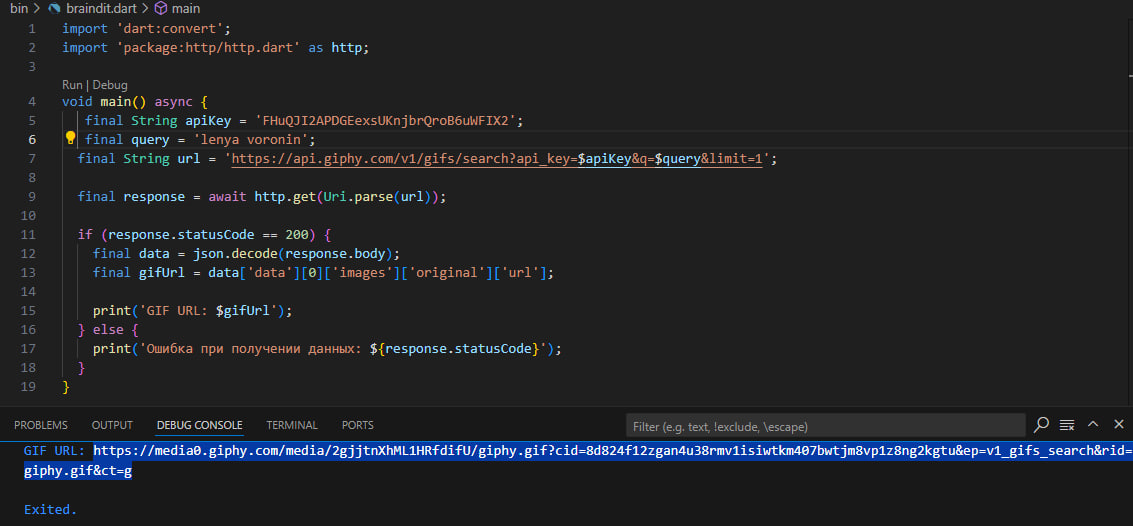 bin > braindit.dart > main
1 import 'dart:convert';
2 import 'package:http/http.dart' as http;
3
Run | Debug
4 void main() async {
5 final String apiKey = 'FHuQJI2APDGEexsUKnjbrQroB6uWFIX2';
6 final query = 'lenya voronin';
7 final String url = 'https://api.giphy.com/v1/gifs/search?api_key=$apiKey&q=$query&limit=1';
8
9 final response = await http.get(Uri.parse(url));
10
11 if (response.statusCode == 200) {
12 final data = json.decode(response.body);
13 final gifUrl = data['data'][0]['images']['original']['url'];
14
15 print('GIF URL: $gifUrl');
16 } else {
17 print('Ошибка при получении данных: ${response.statusCode}');
18 }
19 }
PROBLEMS OUTPUT DEBUG CONSOLE TERMINAL PORTS Filter (e.g. text, !exclude, \escape)
GIF URL: https://media0.giphy.com/media/2gjjtnXhML1HRfdifU/giphy.gif?cid=8d824f12zgan4u38rmv1isiwtkm407bwtjm8vp1z8ng2kgtu&ep=v1_gifs_search&rid=
giphy.gif&ct=g
Exited.